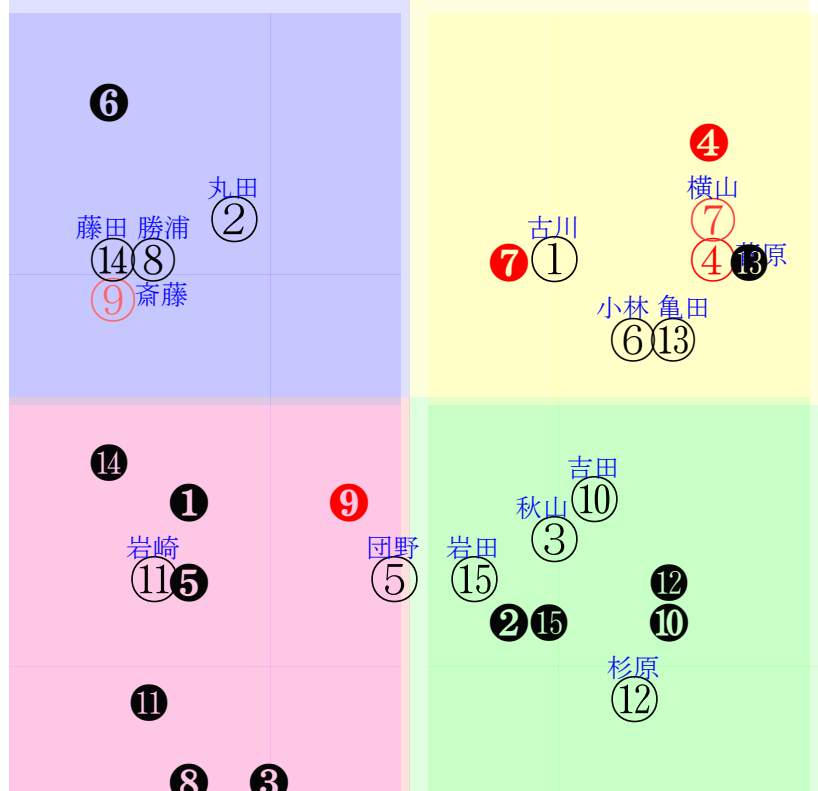 ❻
❹
丸田
横山
②
⑦
藤田 勝浦
古川
⑭⑧
❼ ①
④⓭原
⑨斎藤
小林 亀田
⑥⑬
⓮
吉田
❶
❾
⑩
秋山
③
岩崎
団野
岩田
⑪❺
⑤
⑮
⓬
❷⓯
❿
杉原
⓫
⑫
❽
❸